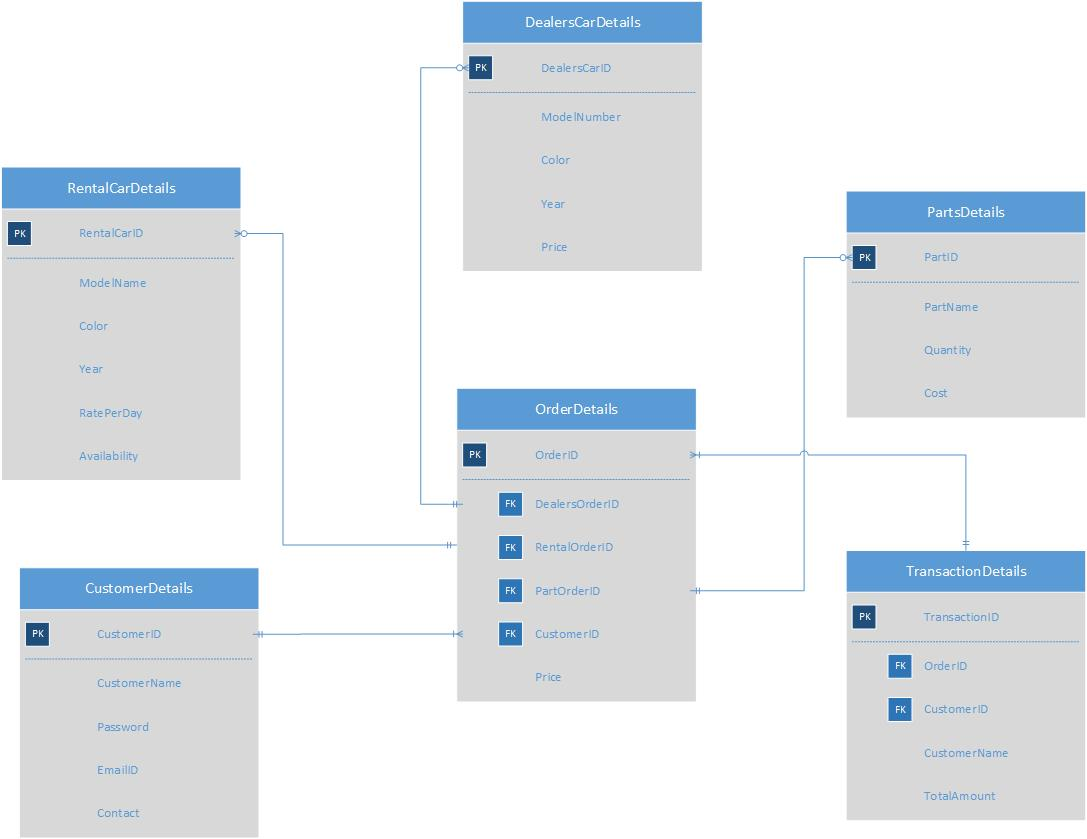 DealersCarDetails
PK DealersCarID
ModelNumber
Color
Year
Price
RentalCarDetails
PK RentalCarID
ModelName
Color
Year
RatePerDay
Availability
PartsDetails
PK PartID
PartName
Quantity
Cost
OrderDetails
PK OrderID
FK DealersOrderID
FK RentalOrderID
FK PartOrderID
FK CustomerID
Price
CustomerDetails
PK CustomerID
CustomerName
Password
EmailID
Contact
TransactionDetails
PK TransactionID
FK OrderID
FK CustomerID
CustomerName
TotalAmount